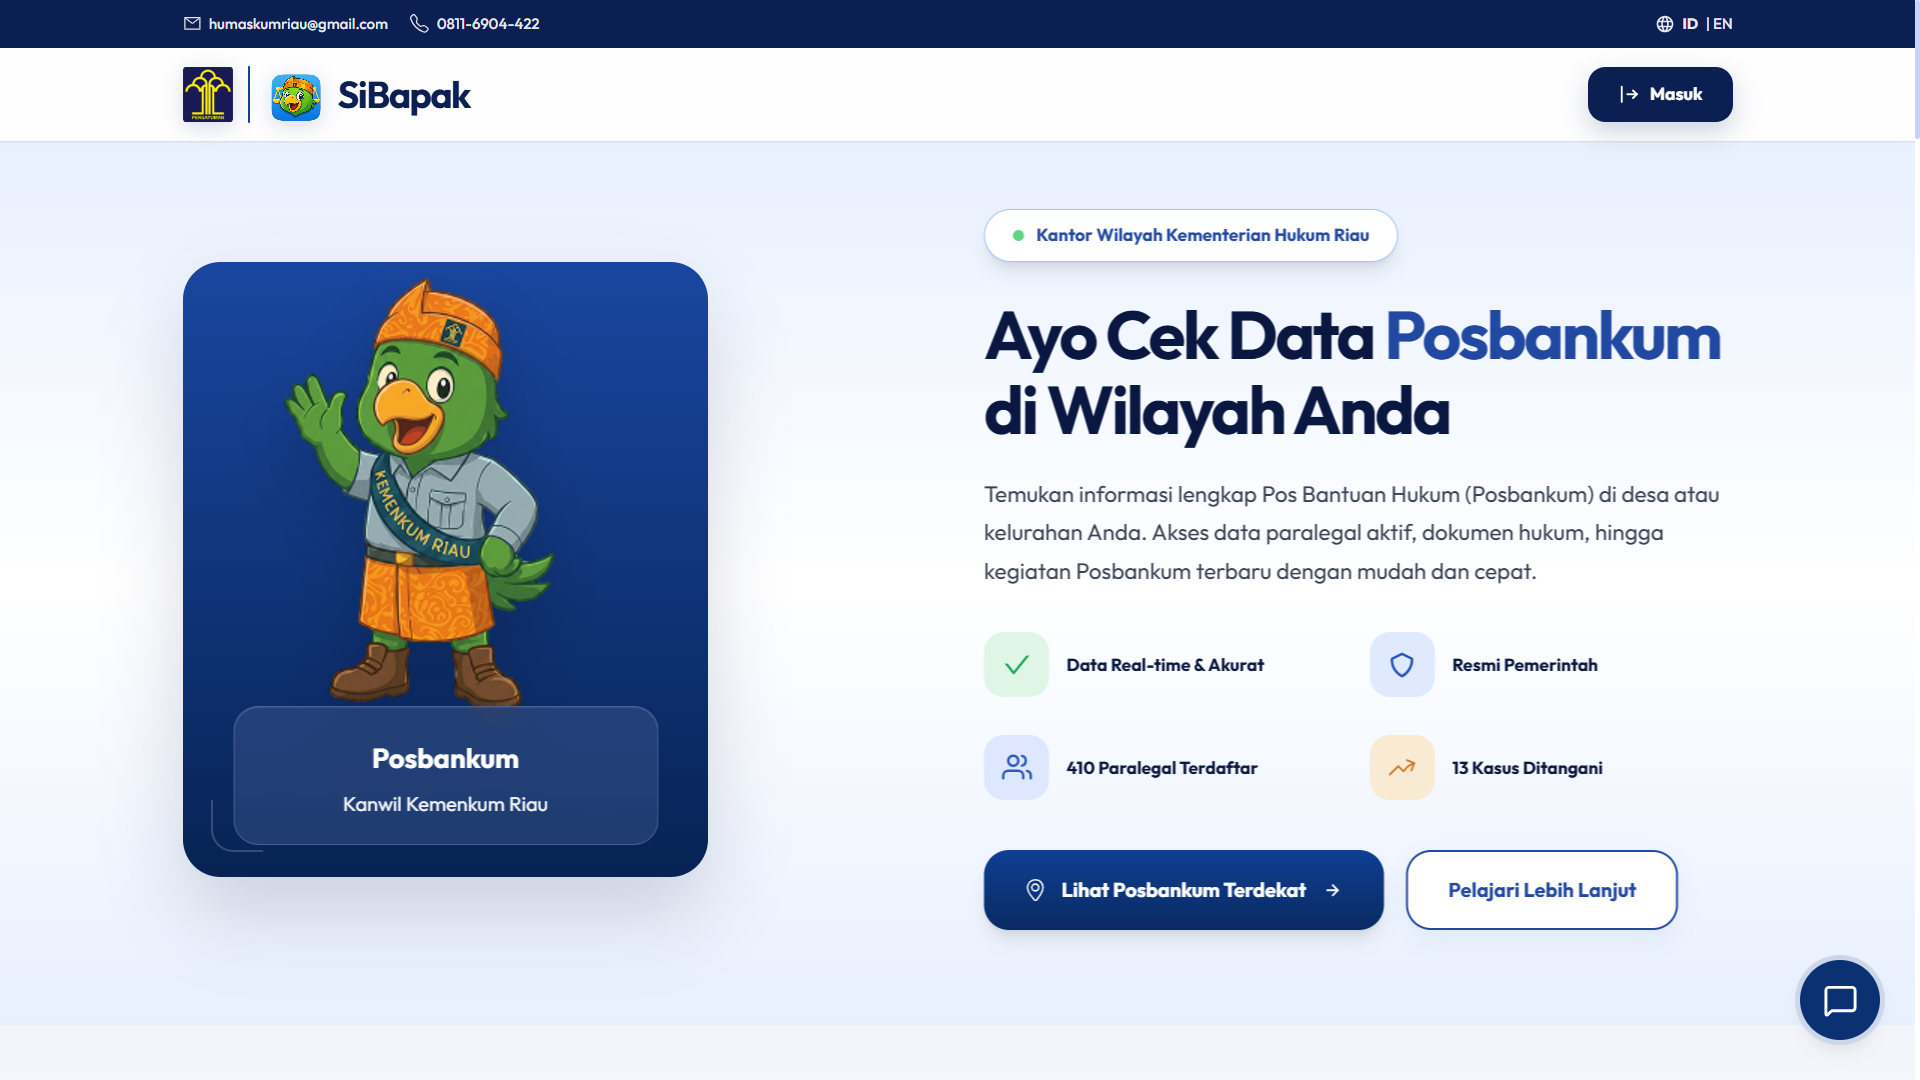 humaskumriau@gmail.com
0811-6904-422
ID | EN
PENGAYOMAN
SiBapak
Masuk
KEMENKUM RIAU
Posbankum
Kanwil Kemenkum Riau
Kantor Wilayah Kementerian Hukum Riau
Ayo Cek Data Posbankum
di Wilayah Anda
Temukan informasi lengkap Pos Bantuan Hukum (Posbankum) di desa atau
kelurahan Anda. Akses data paralegal aktif, dokumen hukum, hingga
kegiatan Posbankum terbaru dengan mudah dan cepat.
Data Real-time & Akurat
Resmi Pemerintah
410 Paralegal Terdaftar
13 Kasus Ditangani
Lihat Posbankum Terdekat
Pelajari Lebih Lanjut